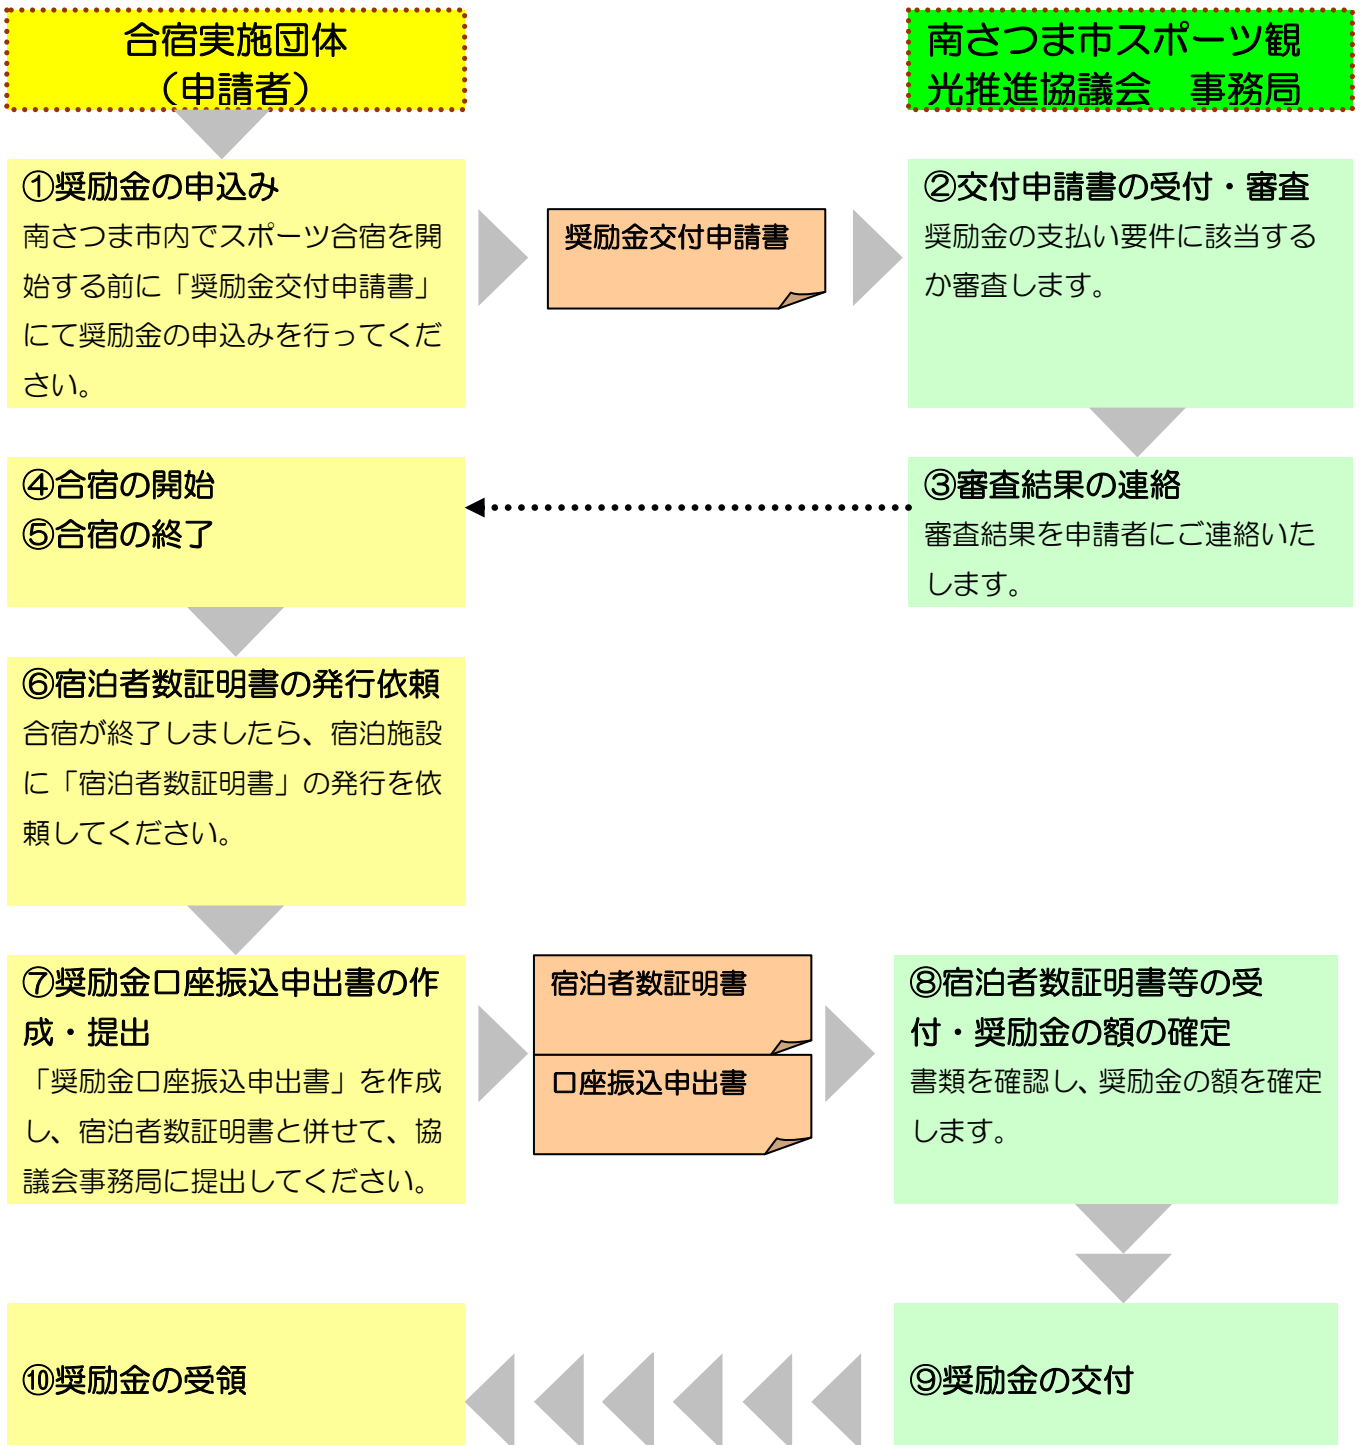 合宿実施団体
（申請者）
南さつま市スポーツ観
光推進協議会　事務局
①奨励金の申込み
南さつま市内でスポーツ合宿を開
始する前に「奨励金交付申請書」
にて奨励金の申込みを行ってくだ
さい。
奨励金交付申請書
②交付申請書の受付・審査
奨励金の支払い要件に該当する
か審査します。
④合宿の開始
⑤合宿の終了
③審査結果の連絡
審査結果を申請者にご連絡いた
します。
⑥宿泊者数証明書の発行依頼
合宿が終了しましたら、宿泊施設
に「宿泊者数証明書」の発行を依
頼してください。
⑦奨励金口座振込申出書の作
成・提出
「奨励金口座振込申出書」を作成
し、宿泊者数証明書と併せて、協
議会事務局に提出してください。
宿泊者数証明書
口座振込申出書
⑧宿泊者数証明書等の受
付・奨励金の額の確定
書類を確認し、奨励金の額を確定
します。
⑩奨励金の受領
⑨奨励金の交付